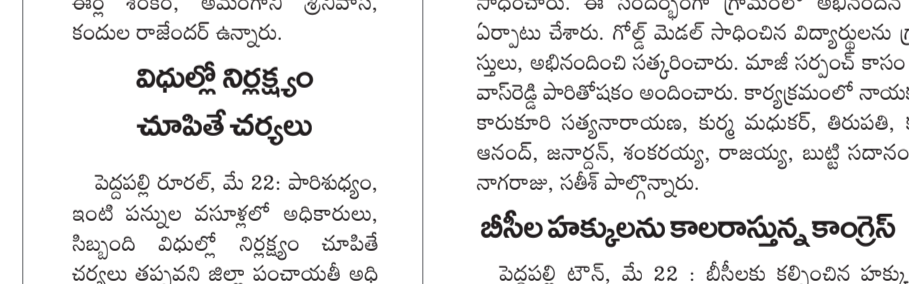 ఈర్ల శంకరం, అమరగాని శ్రీనివాస్,
కందుల రాజేందర్ ఉన్నారు.
విధుల్లో నిర్లక్ష్యం
చూపితే చర్యలు
పెద్దపల్లి రూరల్, మే 22: పారిశుధ్యం,
ఇంటి పన్నుల వసూళ్లలో అధికారులు,
సిబ్బంది విధుల్లో నిర్లక్ష్యం చూపితే
చర్యలు తప్పవని జిల్లా పంచాయతీ అధి
సాధించారు. ఈ సందర్భంగా గ్రామంలో అభినందన
ఏర్పాటు చేశారు. గోల్డ్ మెడల్ సాధించిన విద్యార్థులను
స్తులు, అభినందించి సత్కరించారు. మాజీ సర్పంచ్ కాసం
వాస్‌రెడ్డి పారితోషకం అందించారు. కార్యక్రమంలో
కారుకూరి సత్యనారాయణ, కుర్మ మధుకర్, తిరుపతి,
ఆనంద్, జనార్దన్, శంకరయ్య, రాజయ్య, బుట్టి సదానం
నాగరాజు, సతీశ్ పాల్గొన్నారు.
బీసీల హక్కులను కాలరాస్తున్న కాంగ్రెస్
పెద్దపల్లి టౌన్, మే 22 : బీసీలకు కల్పించిన హక్కు